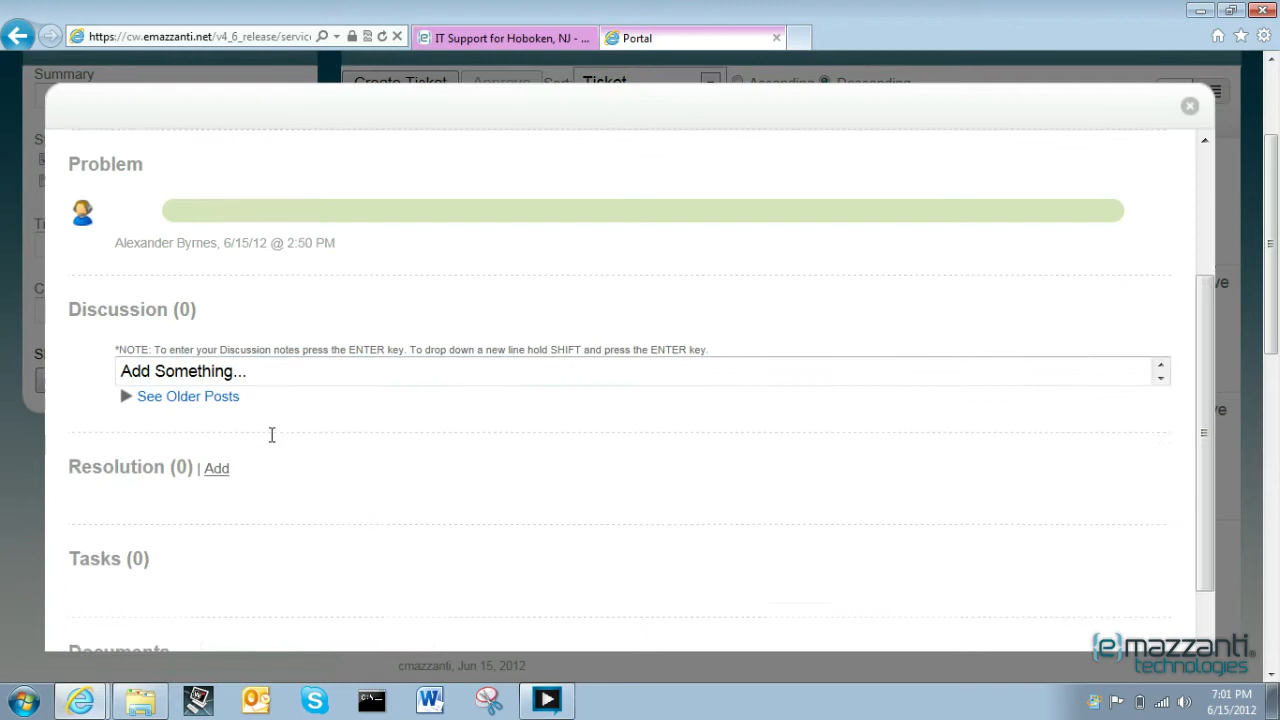 https://cw.emazzanti.net/v4_6_release/servic
IT Support for Hoboken, NJ - ...
Portal
Summary
Create Ticket
Approve
Sort
Ticket
Ascending
Descending
Problem
Alexander Byrnes, 6/15/12 @ 2:50 PM
Discussion (0)
*NOTE: To enter your Discussion notes press the ENTER key. To drop down a new line hold SHIFT and press the ENTER key.
Add Something...
See Older Posts
Resolution (0) | Add
Tasks (0)
Documents
cmazzanti, Jun 15, 2012
{e}mazzanti
technologies
7:01 PM
6/15/2012